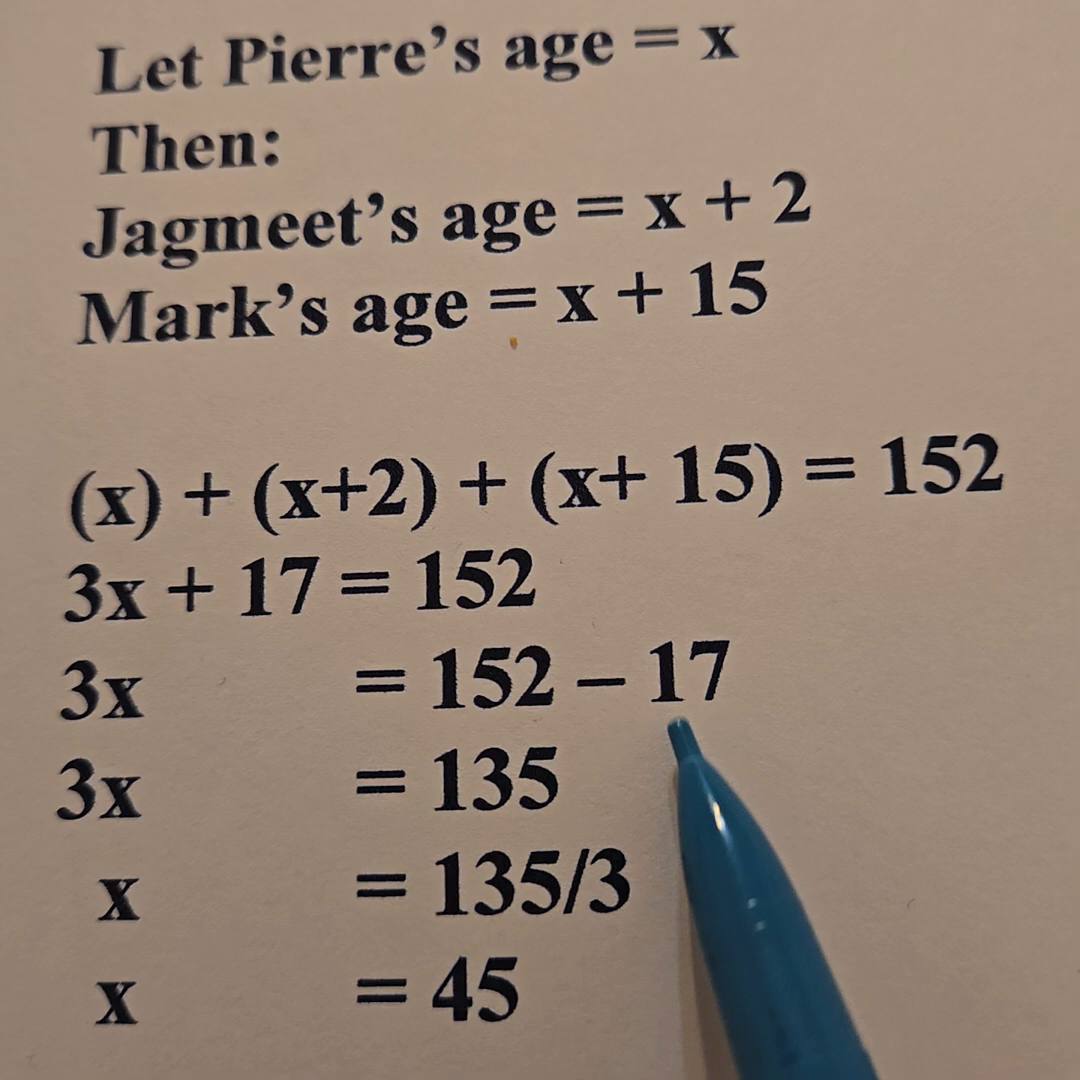 Let Pierre’s age = x
Then:
Jagmeet’s age = x + 2
Mark’s age = x + 15
(x) + (x+2) + (x+ 15) = 152
3x + 17 = 152
3x = 152 – 17
3x = 135
x = 135/3
x = 45